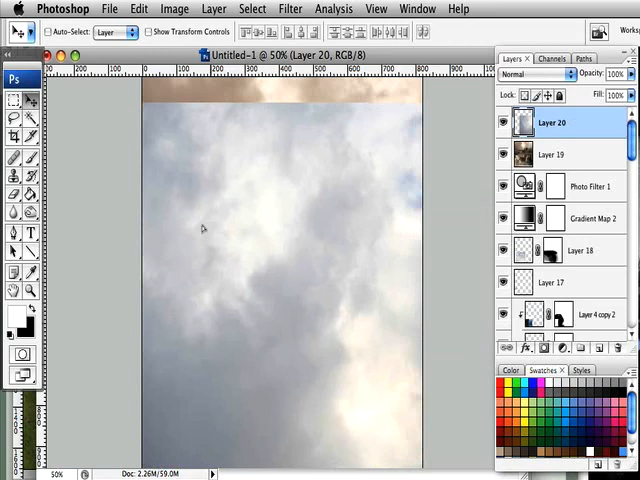 Photoshop File Edit Image Layer Select Filter Analysis View Window Help
Auto-Select: Layer Show Transform Controls
Untitled-1 @ 50% (Layer 20, RGB/8)
Ps
Layers × Channels Paths
Normal Opacity: 100%
Lock: Fill: 100%
Layer 20
Layer 19
Photo Filter 1
Gradient Map 2
Layer 18
Layer 17
Layer 4 copy 2
Color Swatches × Styles
50% Doc: 2.26M/59.0M